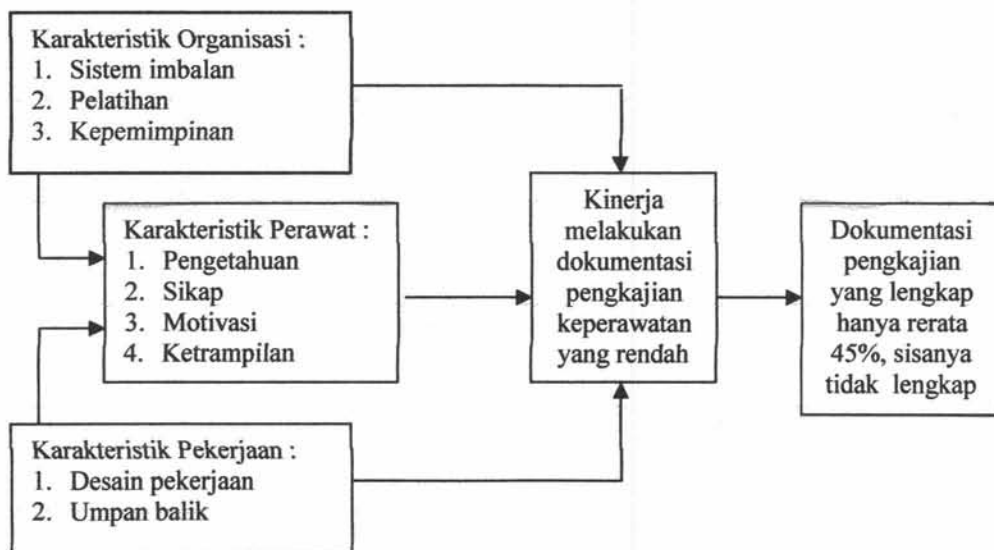 Karakteristik Organisasi :
1. Sistem imbalan
2. Pelatihan
3. Kepemimpinan
Karakteristik Perawat :
1. Pengetahuan
2. Sikap
3. Motivasi
4. Ketrampilan
Karakteristik Pekerjaan :
1. Desain pekerjaan
2. Umpan balik
Kinerja
melakukan
dokumentasi
pengkajian
keperawatan
yang rendah
Dokumentasi
pengkajian
yang lengkap
hanya rerata
45%, sisanya
tidak lengkap